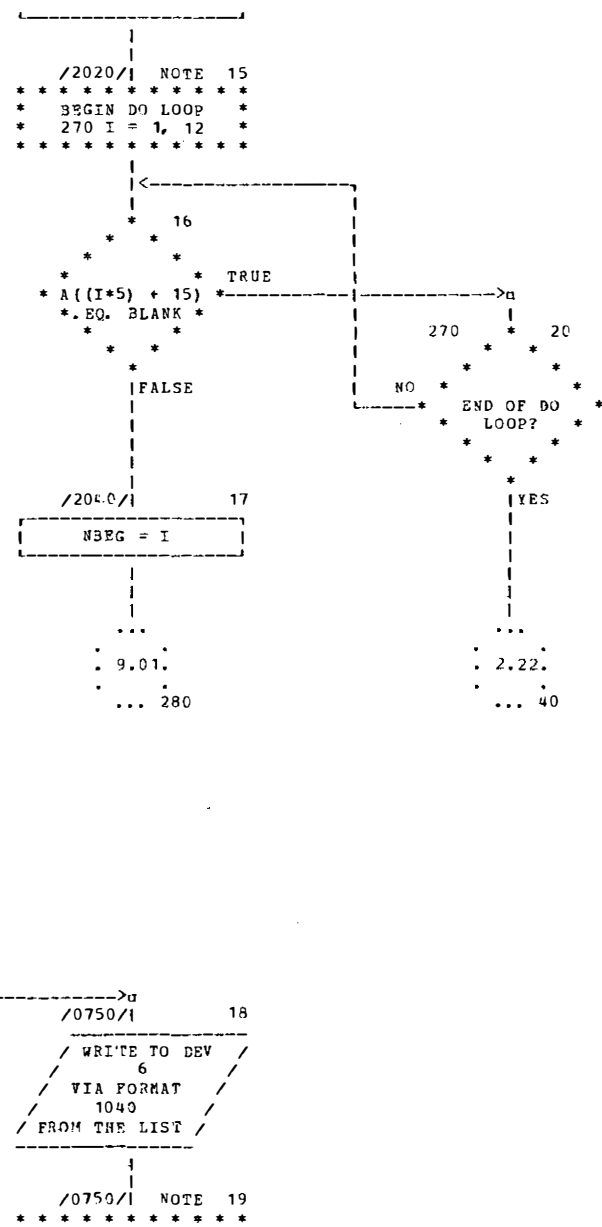 /2020/ NOTE 15
BEGIN DO LOOP
270 I = 1, 12
16
A((I*5) + 15)
.EQ. BLANK
TRUE
FALSE
270 20
END OF DO
LOOP?
NO
YES
/2040/ 17
NBEG = I
9.01
280
2.22
40
/0750/ 18
WRITE TO DEV
6
VIA FORMAT
1040
FROM THE LIST
/0750/ NOTE 19